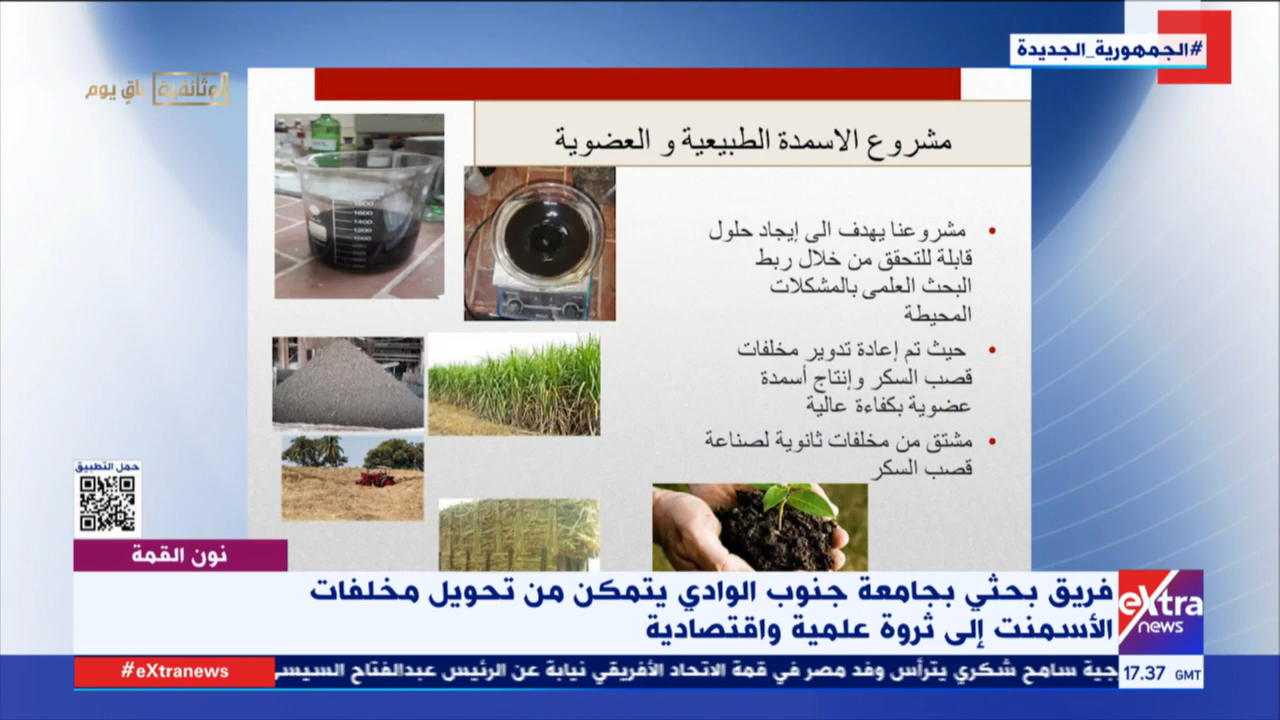 #الجمهورية_الجديدة
الوثائقية باقٍ يوم
مشروع الاسمدة الطبيعية و العضوية
• مشروعنا يهدف الى إيجاد حلول
قابلة للتحقق من خلال ربط
البحث العلمى بالمشكلات
المحيطة
• حيث تم إعادة تدوير مخلفات
قصب السكر وإنتاج أسمدة
عضوية بكفاءة عالية
• مشتق من مخلفات ثانوية لصناعة
قصب السكر
حمل التطبيق
نون القمة
فريق بحثي بجامعة جنوب الوادي يتمكن من تحويل مخلفات
الأسمنت إلى ثروة علمية واقتصادية
eXtra
news
#eXtranews
جية سامح شكري يترأس وفد مصر في قمة الاتحاد الأفريقي نيابة عن الرئيس عبدالفتاح السيسي
17.37 GMT